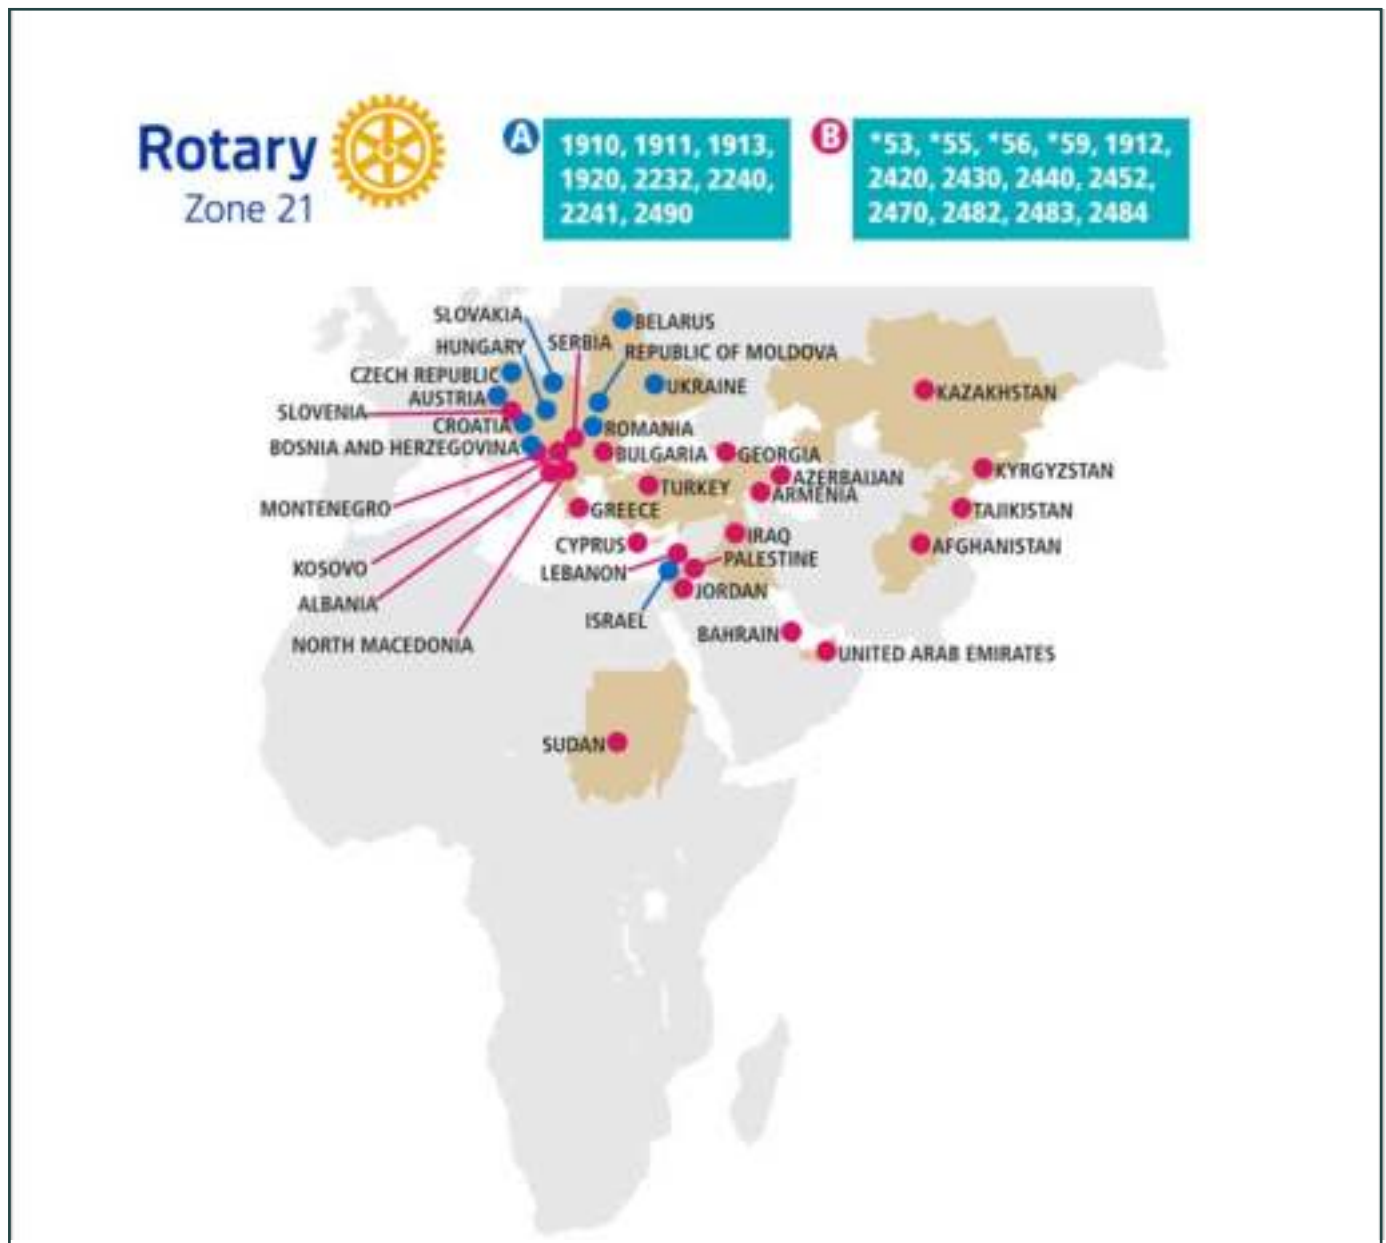 Rotary
Zone 21
A
1910, 1911, 1913,
1920, 2232, 2240,
2241, 2490
B
*53, *55, *56, *59, 1912,
2420, 2430, 2440, 2452,
2470, 2482, 2483, 2484
SLOVAKIA
BELARUS
HUNGARY
SERBIA
REPUBLIC OF MOLDOVA
CZECH REPUBLIC
UKRAINE
KAZAKHSTAN
AUSTRIA
SLOVENIA
CROATIA
ROMANIA
BOSNIA AND HERZEGOVINA
BULGARIA
GEORGIA
KYRGYZSTAN
AZERBAIJAN
TURKEY
ARMENIA
MONTENEGRO
GREECE
TAJIKISTAN
IRAQ
CYPRUS
AFGHANISTAN
PALESTINE
KOSOVO
LEBANON
JORDAN
ALBANIA
ISRAEL
BAHRAIN
NORTH MACEDONIA
UNITED ARAB EMIRATES
SUDAN